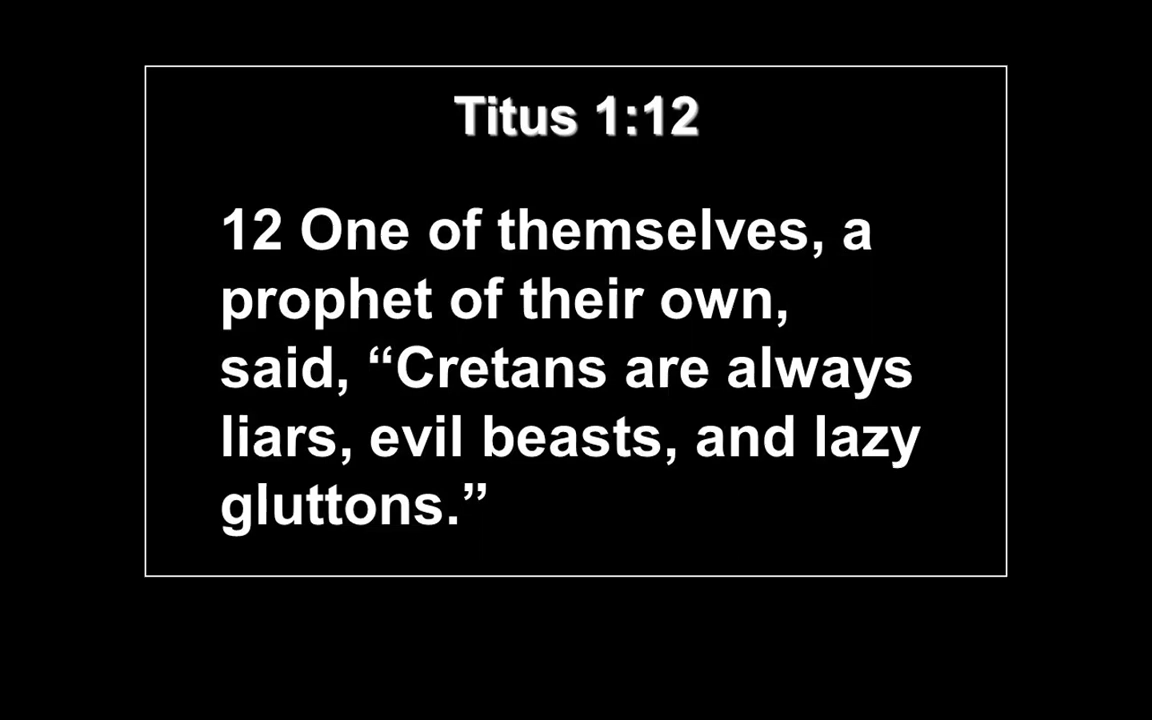 Titus 1:12
12 One of themselves, a
prophet of their own,
said, “Cretans are always
liars, evil beasts, and lazy
gluttons.”